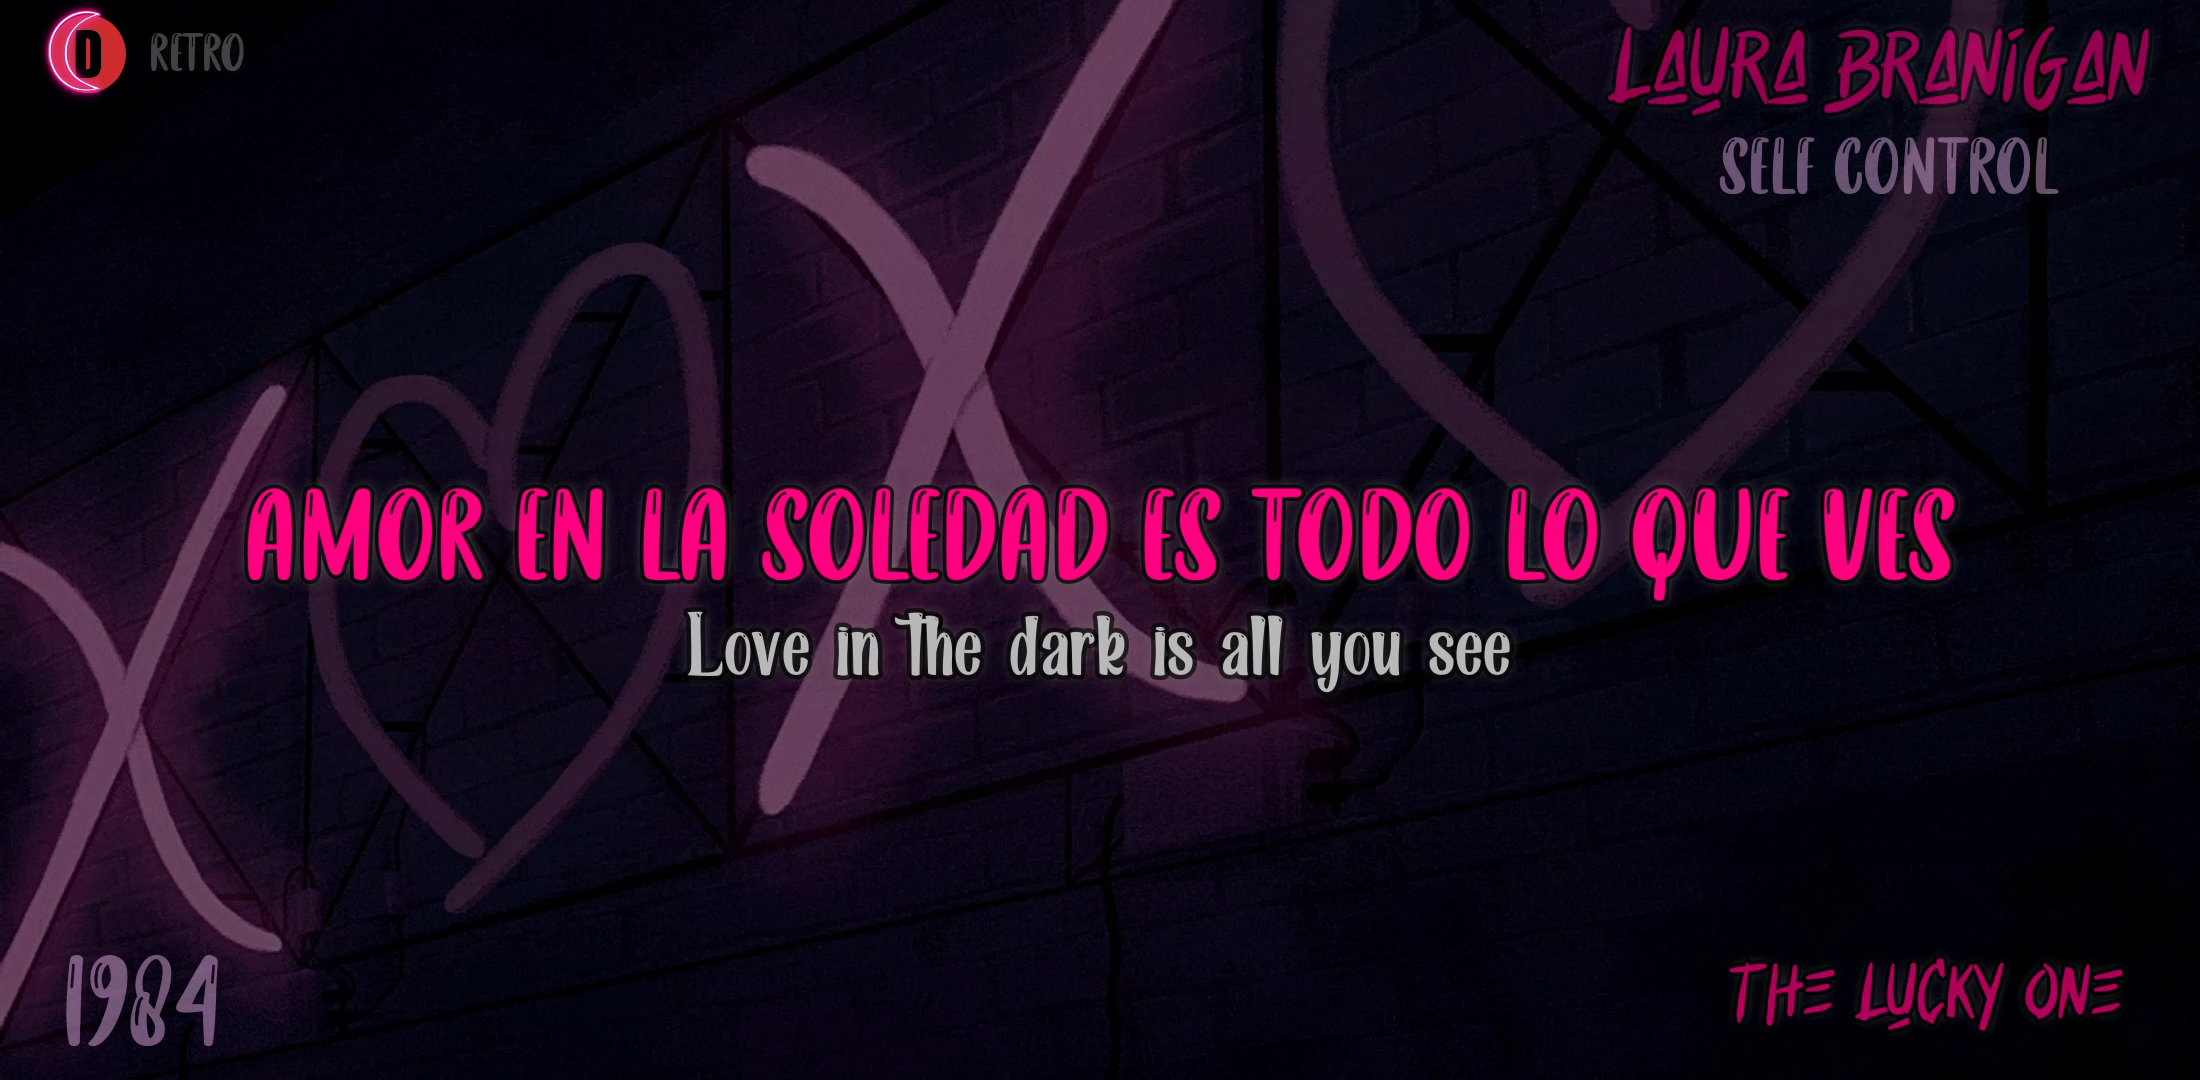 D RETRO
LAURA BRANIGAN
SELF CONTROL
AMOR EN LA SOLEDAD ES TODO LO QUE VES
Love in the dark is all you see
1984
THE LUCKY ONE